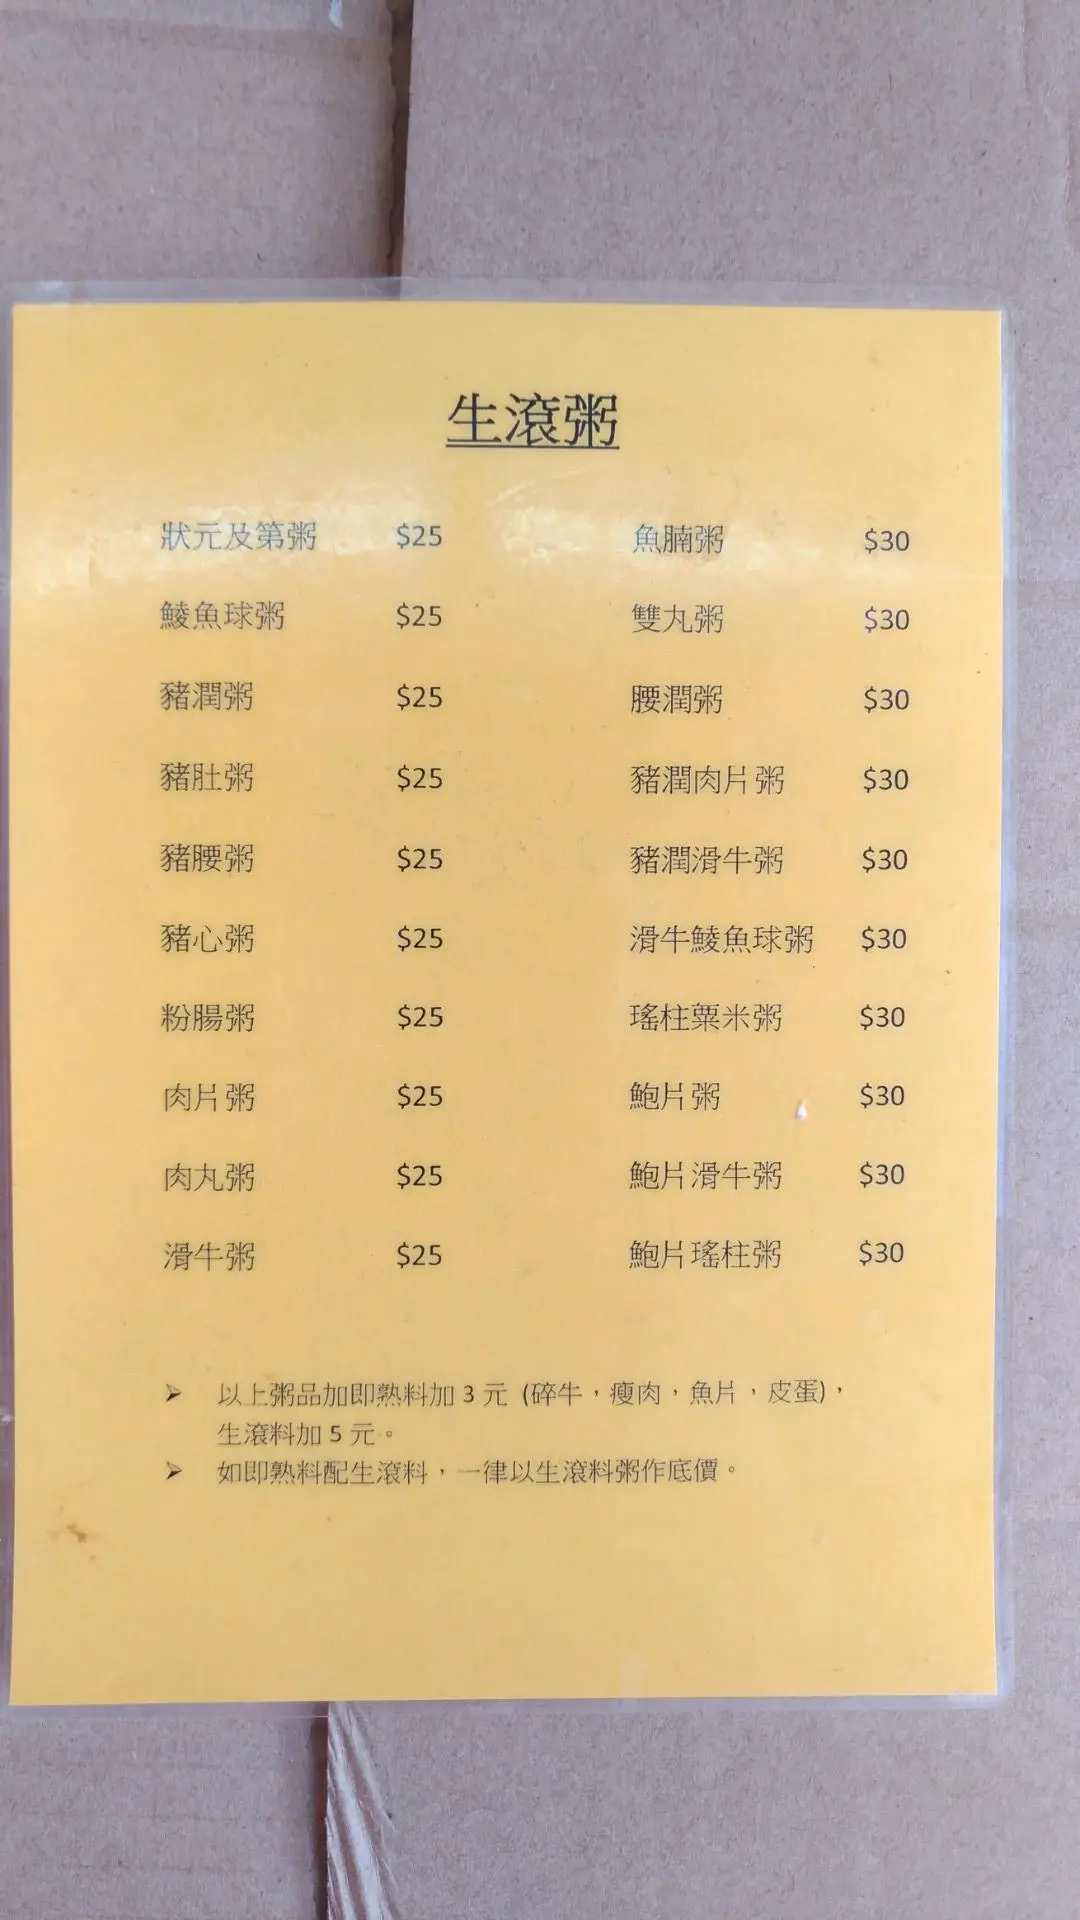 生滾粥
狀元及第粥 $25 魚腩粥 $30
鯪魚球粥 $25 雙丸粥 $30
豬潤粥 $25 腰潤粥 $30
豬肚粥 $25 豬潤肉片粥 $30
豬腰粥 $25 豬潤滑牛粥 $30
豬心粥 $25 滑牛鯪魚球粥 $30
粉腸粥 $25 瑤柱粟米粥 $30
肉片粥 $25 鮑片粥 $30
肉丸粥 $25 鮑片滑牛粥 $30
滑牛粥 $25 鮑片瑤柱粥 $30
➢ 以上粥品加即熟料加 3 元 (碎牛，瘦肉，魚片，皮蛋)，
生滾料加 5 元。
➢ 如即熟料配生滾料，一律以生滾料粥作底價。